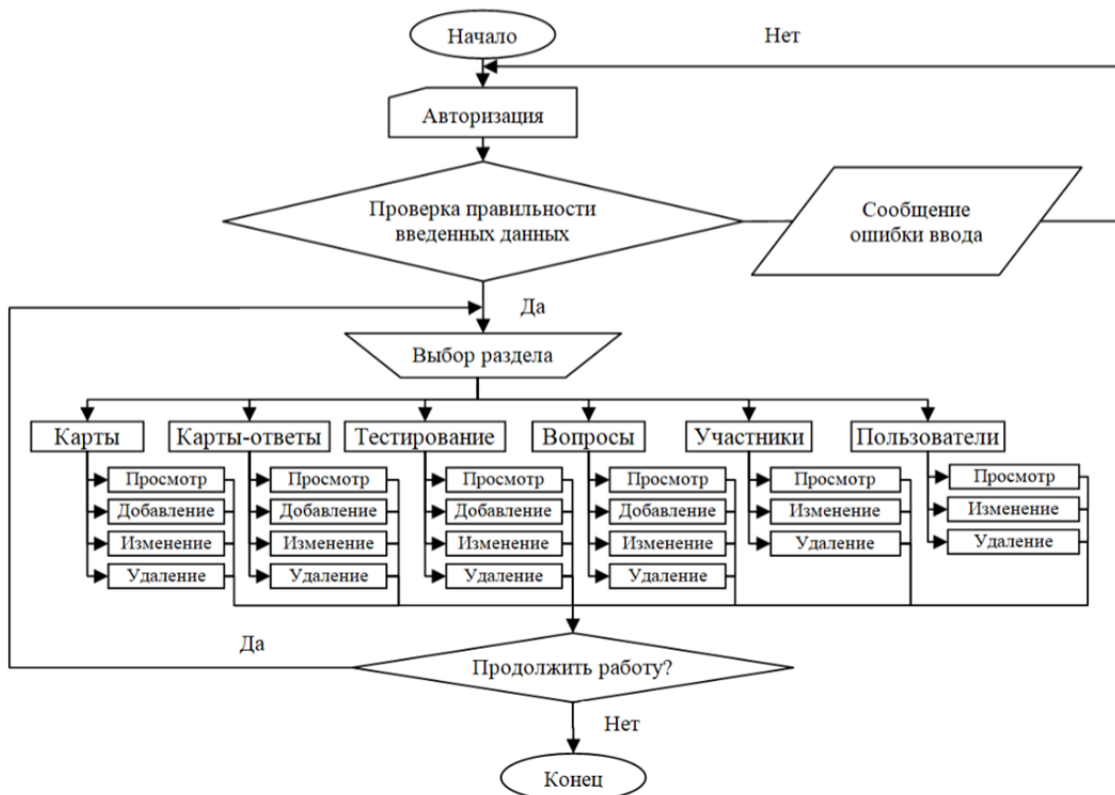 Начало
Нет
Авторизация
Проверка правильности
введенных данных
Сообщение
ошибки ввода
Да
Выбор раздела
Карты
Карты-ответы
Тестирование
Вопросы
Участники
Пользователи
Просмотр
Добавление
Изменение
Удаление
Просмотр
Добавление
Изменение
Удаление
Просмотр
Добавление
Изменение
Удаление
Просмотр
Добавление
Изменение
Удаление
Просмотр
Изменение
Удаление
Просмотр
Изменение
Удаление
Да
Продолжить работу?
Нет
Конец